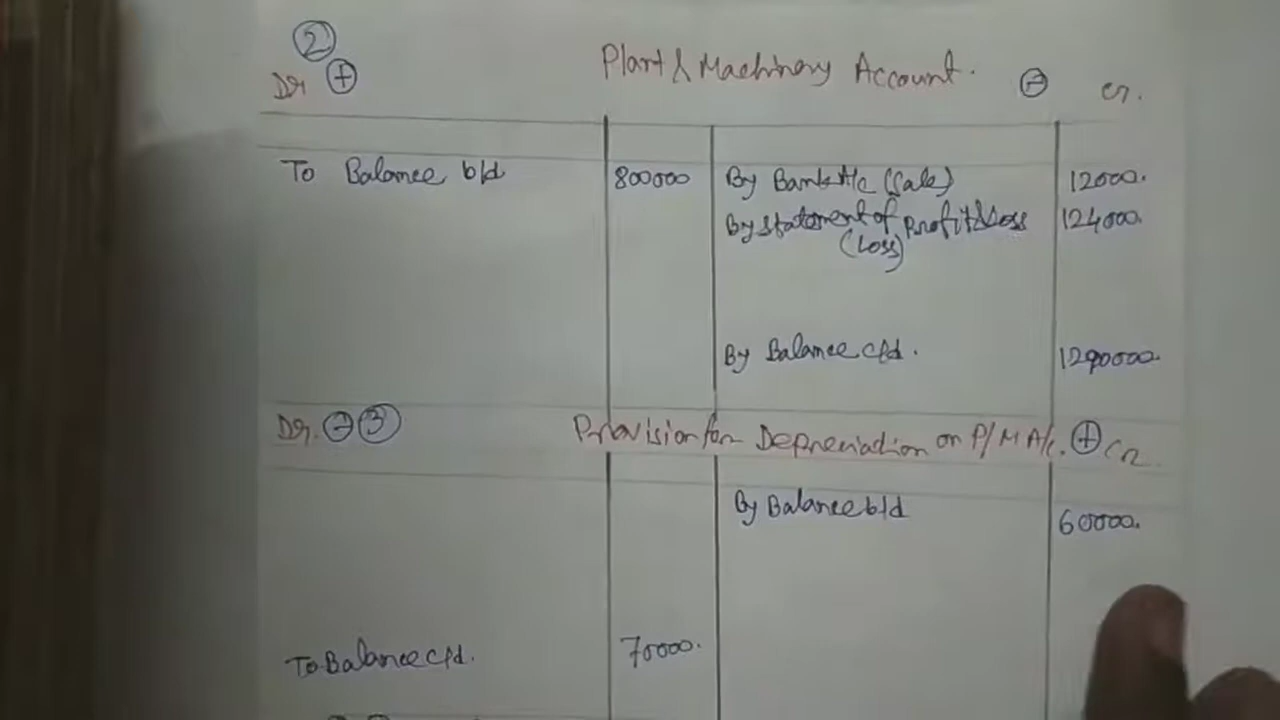 2
Dr. + Plant & Machinery Account. - Cr.
To Balance b/d 800000 By Bank A/c (Sale) 12000.
By Statement of Profit & Loss 124000.
(Loss)
By Balance c/d. 1290000.
Dr. - 3 Provision for Depreciation on P/M A/c. + Cr.
By Balance b/d 60000.
To Balance c/d. 70000.